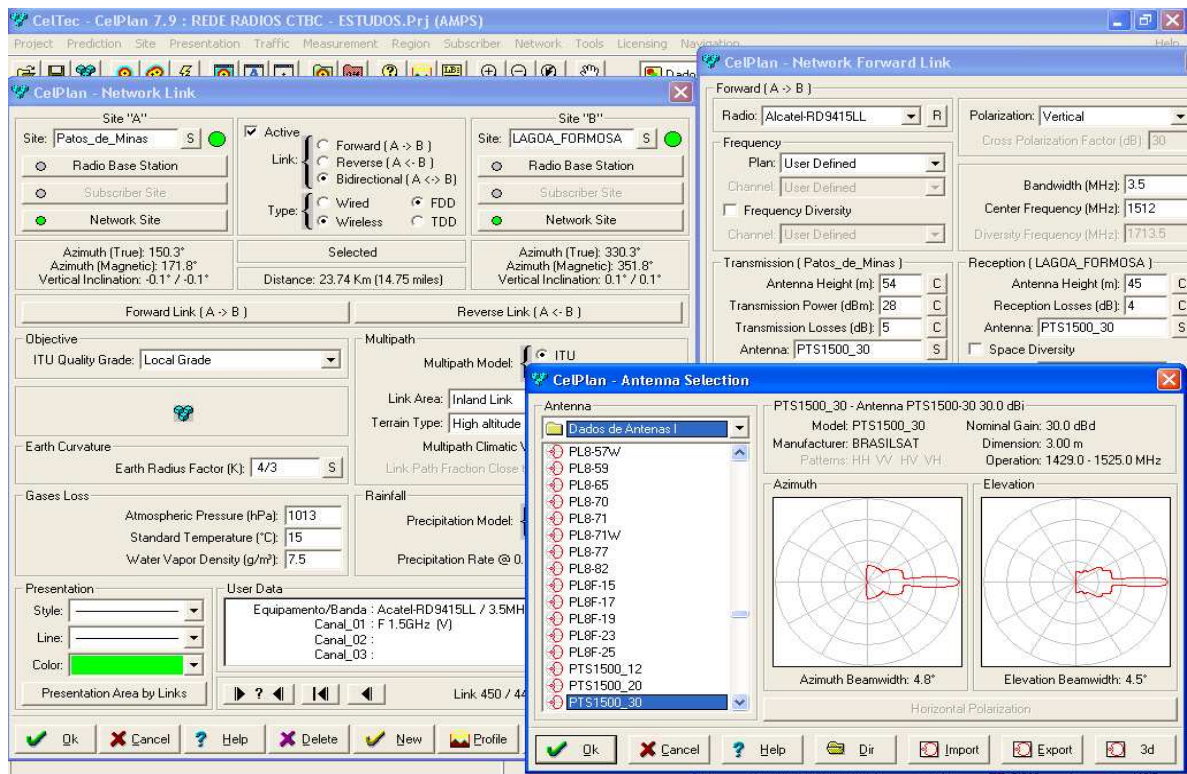 CelTec - CelPlan 7.9 : REDE RADIOS CTBC - ESTUDOS.Prj (AMPS)
Project Prediction Site Presentation Traffic Measurement Region Subscriber Network Tools Licensing Navigation Help
CelPlan - Network Link
Site "A"
Site: Patos_de_Minas S
Radio Base Station
Subscriber Site
Network Site
Active
Link:
Forward ( A -> B )
Reverse ( A <- B )
Bidirectional ( A <-> B)
Type:
Wired FDD
Wireless TDD
Site "B"
Site: LAGOA_FORMOSA S
Radio Base Station
Subscriber Site
Network Site
Azimuth (True): 150.3°
Azimuth (Magnetic): 171.8°
Vertical Inclination: -0.1° / -0.1°
Selected
Distance: 23.74 Km (14.75 miles)
Azimuth (True): 330.3°
Azimuth (Magnetic): 351.8°
Vertical Inclination: 0.1° / 0.1°
Forward Link ( A -> B )
Reverse Link ( A <- B )
Objective
ITU Quality Grade: Local Grade
Earth Curvature
Earth Radius Factor (K): 4/3 S
Gases Loss
Atmospheric Pressure (hPa): 1013
Standard Temperature (°C): 15
Water Vapor Density (g/m³): 7.5
Multipath
Multipath Model: ITU
Link Area: Inland Link
Terrain Type: High altitude
Multipath Climatic V
Link Path Fraction Close
Rainfall
Precipitation Model:
Precipitation Rate @ 0.
Presentation
Style:
Line:
Color:
Presentation Area by Links
User Data
Equipamento/Banda : Acatel-RD9415LL / 3.5MH
Canal_01 : F 1.5GHz (V)
Canal_02 :
Canal_03 :
?
Link 450 / 44
Ok Cancel Help Delete New Profile
Dado
CelPlan - Network Forward Link
Forward ( A -> B )
Radio: Alcatel-RD9415LL R
Frequency
Plan: User Defined
Channel: User Defined
Frequency Diversity
Channel: User Defined
Polarization: Vertical
Cross Polarization Factor (dB): 30
Bandwidth (MHz): 3.5
Center Frequency (MHz): 1512
Diversity Frequency (MHz): 1713.5
Transmission ( Patos_de_Minas )
Antenna Height (m): 54 C
Transmission Power (dBm): 28 C
Transmission Losses (dB): 5 C
Antenna: PTS1500_30 S
Reception ( LAGOA_FORMOSA )
Antenna Height (m): 45 C
Reception Losses (dB): 4 C
Antenna: PTS1500_30 S
Space Diversity
CelPlan - Antenna Selection
Antenna
Dados de Antenas I
PL8-57W
PL8-59
PL8-65
PL8-70
PL8-71
PL8-71W
PL8-77
PL8-82
PL8F-15
PL8F-17
PL8F-19
PL8F-23
PL8F-25
PTS1500_12
PTS1500_20
PTS1500_30
PTS1500_30 - Antenna PTS1500-30 30.0 dBi
Model: PTS1500_30 Nominal Gain: 30.0 dBd
Manufacturer: BRASILSAT Dimension: 3.00 m
Patterns: HH VV HV VH Operation: 1429.0 - 1525.0 MHz
Azimuth
Azimuth Beamwidth: 4.8°
Elevation
Elevation Beamwidth: 4.5°
Horizontal Polarization
Ok Cancel Help Dir Import Export 3d